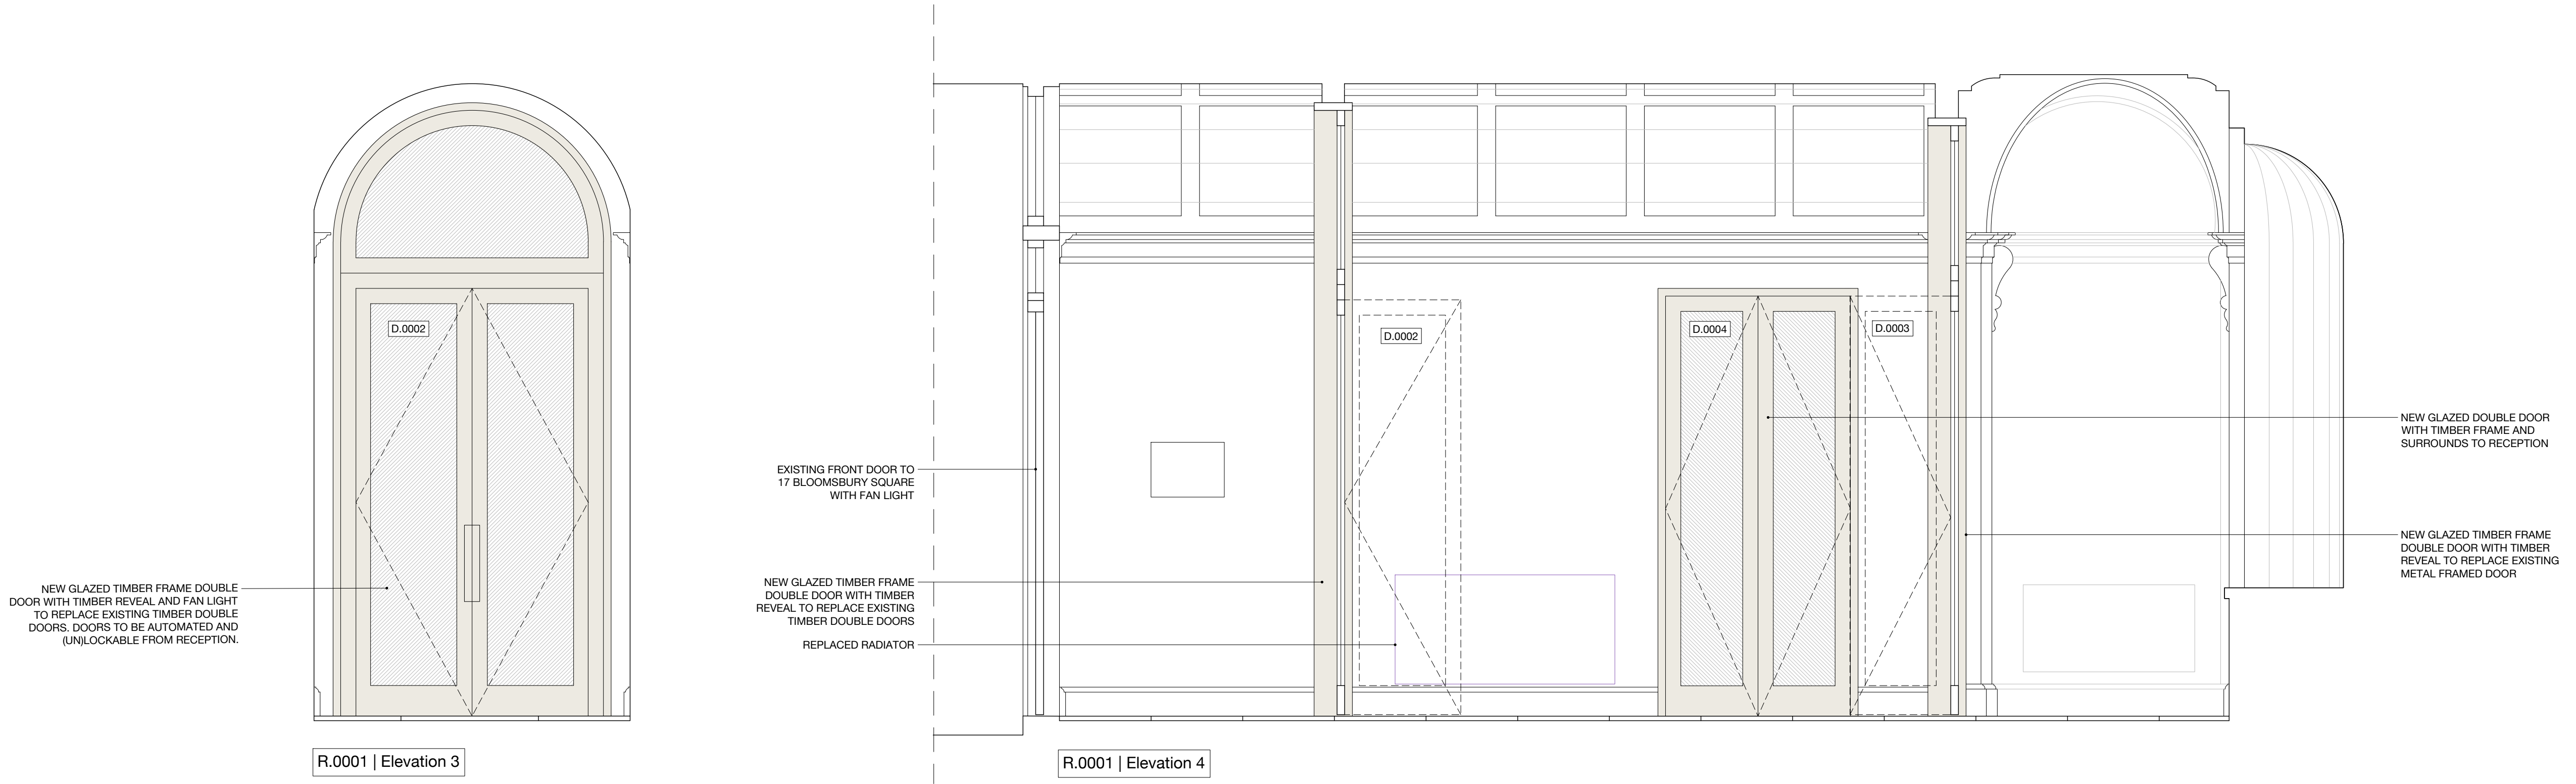 D.0002
NEW GLAZED TIMBER FRAME DOUBLE
DOOR WITH TIMBER REVEAL AND FAN LIGHT
TO REPLACE EXISTING TIMBER DOUBLE
DOORS. DOORS TO BE AUTOMATED AND
(UN)LOCKABLE FROM RECEPTION.
R.0001 | Elevation 3
EXISTING FRONT DOOR TO
17 BLOOMSBURY SQUARE
WITH FAN LIGHT
NEW GLAZED TIMBER FRAME
DOUBLE DOOR WITH TIMBER
REVEAL TO REPLACE EXISTING
TIMBER DOUBLE DOORS
REPLACED RADIATOR
D.0002
D.0004
D.0003
NEW GLAZED DOUBLE DOOR
WITH TIMBER FRAME AND
SURROUNDS TO RECEPTION
NEW GLAZED TIMBER FRAME
DOUBLE DOOR WITH TIMBER
REVEAL TO REPLACE EXISTING
METAL FRAMED DOOR
R.0001 | Elevation 4